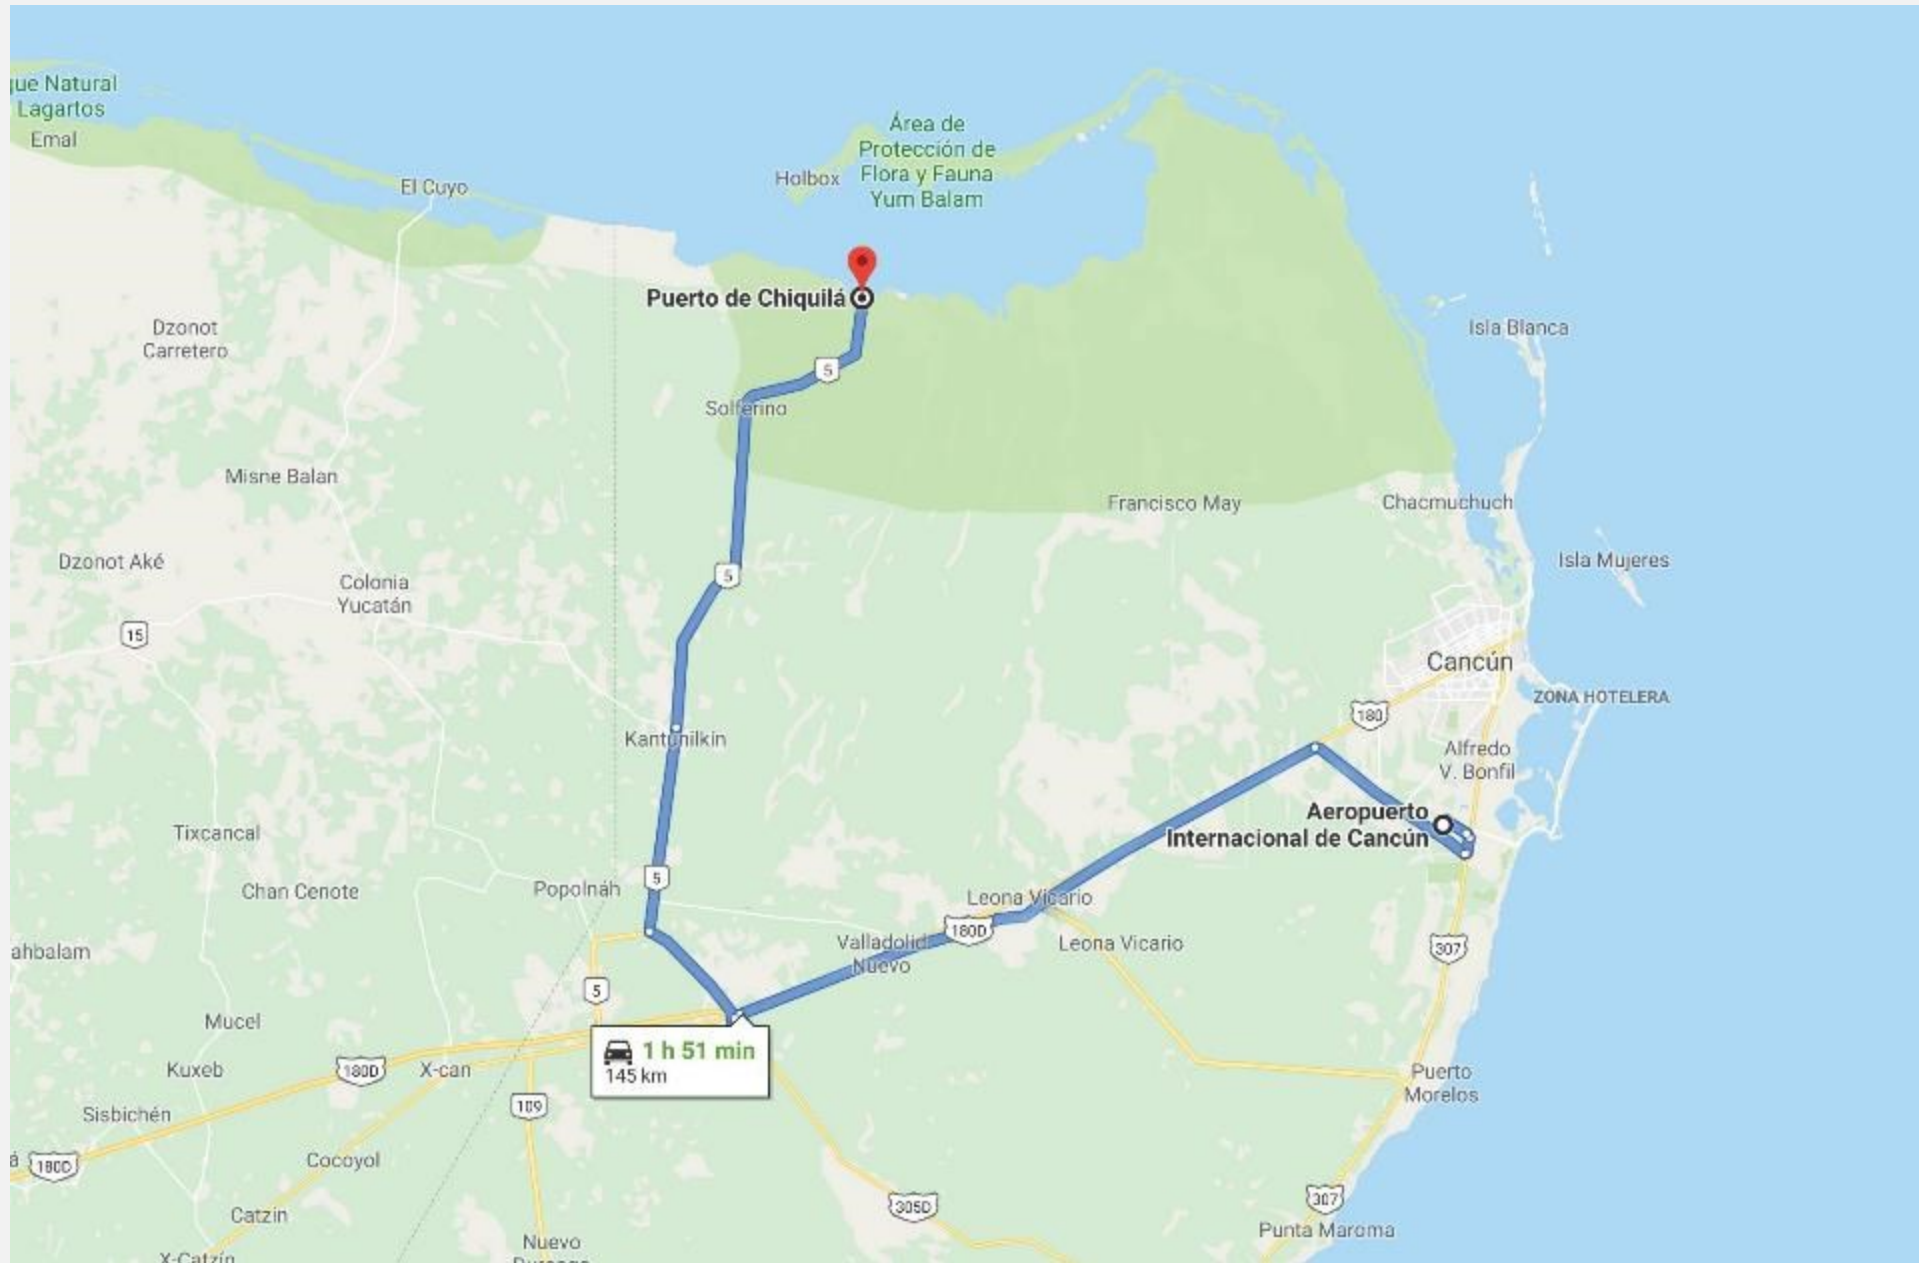 que Natural
Lagartos
Emal
El Cuyo
Holbox
Área de
Protección de
Flora y Fauna
Yum Balam
Puerto de Chiquilá
5
Solferino
Dzonot
Carretero
Isla Blanca
Misne Balan
Francisco May
Chacmuchuch
Dzonot Aké
Colonia
Yucatán
5
Isla Mujeres
15
Cancún
ZONA HOTELERA
180
Kantunilkín
Alfredo
V. Bonfil
Aeropuerto
Internacional de Cancún
Tixcancal
Chan Cenote
Popolnáh
5
Leona Vicario
180D
Valladolid
Nuevo
Leona Vicario
307
ahbalam
5
Mucel
1 h 51 min
145 km
Kuxeb
180D
X-can
109
Puerto
Morelos
Sisbichén
á
180D
Cocoyol
305D
307
Catzin
Punta Maroma
X-Catzín
Nuevo